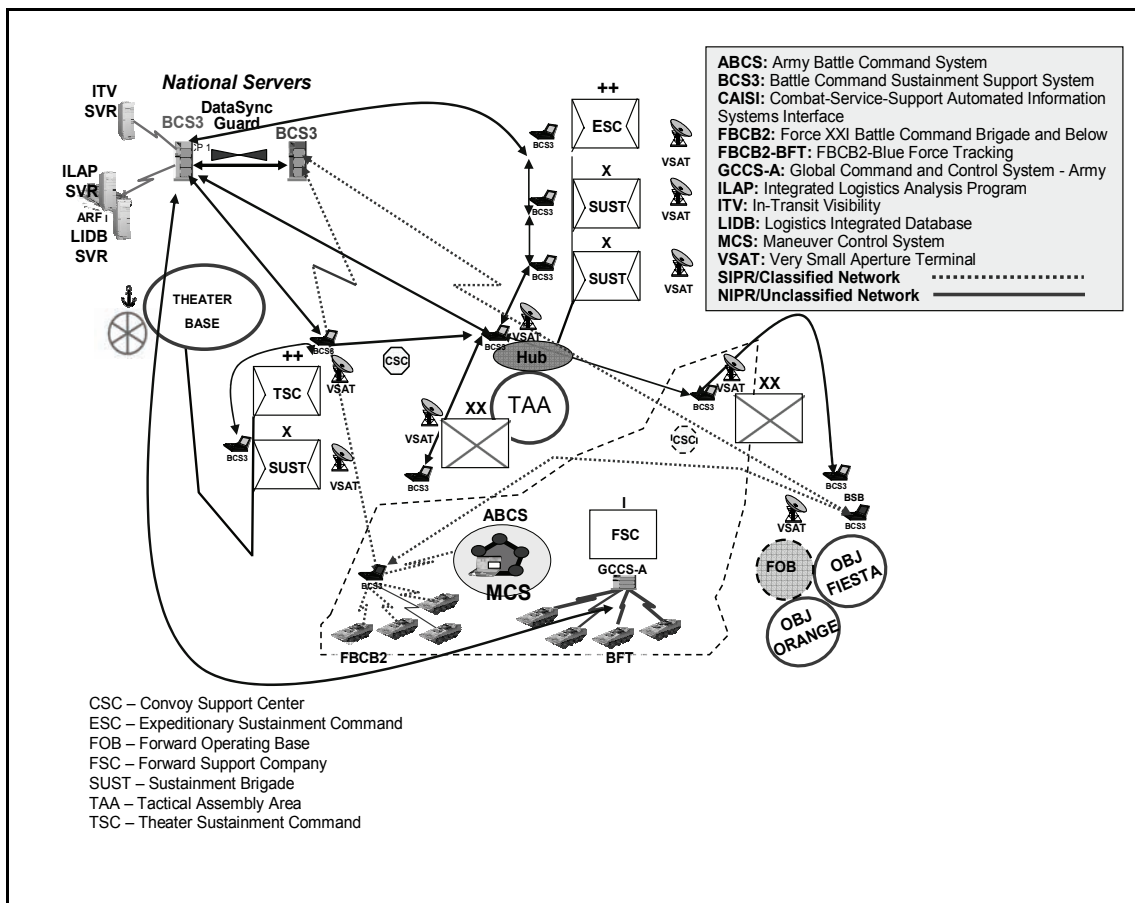 National Servers
ITV
SVR
BCS3
DataSync
Guard
BCS3
CP 1
ILAP
SVR
ARF I
LIDB
SVR
THEATER
BASE
++
ESC
BCS3
VSAT
X
SUST
BCS3
VSAT
X
SUST
BCS3
VSAT
ABCS: Army Battle Command System
BCS3: Battle Command Sustainment Support System
CAISI: Combat-Service-Support Automated Information
Systems Interface
FBCB2: Force XXI Battle Command Brigade and Below
FBCB2-BFT: FBCB2-Blue Force Tracking
GCCS-A: Global Command and Control System - Army
ILAP: Integrated Logistics Analysis Program
ITV: In-Transit Visibility
LIDB: Logistics Integrated Database
MCS: Maneuver Control System
VSAT: Very Small Aperture Terminal
SIPR/Classified Network
NIPR/Unclassified Network
BCS3
++
TSC
VSAT
CSC
BCS3
X
SUST
VSAT
BCS3
VSAT
Hub
TAA
XX
VSAT
BCS3
VSAT
BCS3
XX
CSC
BCS3
BSB
BCS3
VSAT
FOB
OBJ
FIESTA
OBJ
ORANGE
ABCS
MCS
BCS3
FBCB2
I
FSC
GCCS-A
BFT
CSC – Convoy Support Center
ESC – Expeditionary Sustainment Command
FOB – Forward Operating Base
FSC – Forward Support Company
SUST – Sustainment Brigade
TAA – Tactical Assembly Area
TSC – Theater Sustainment Command